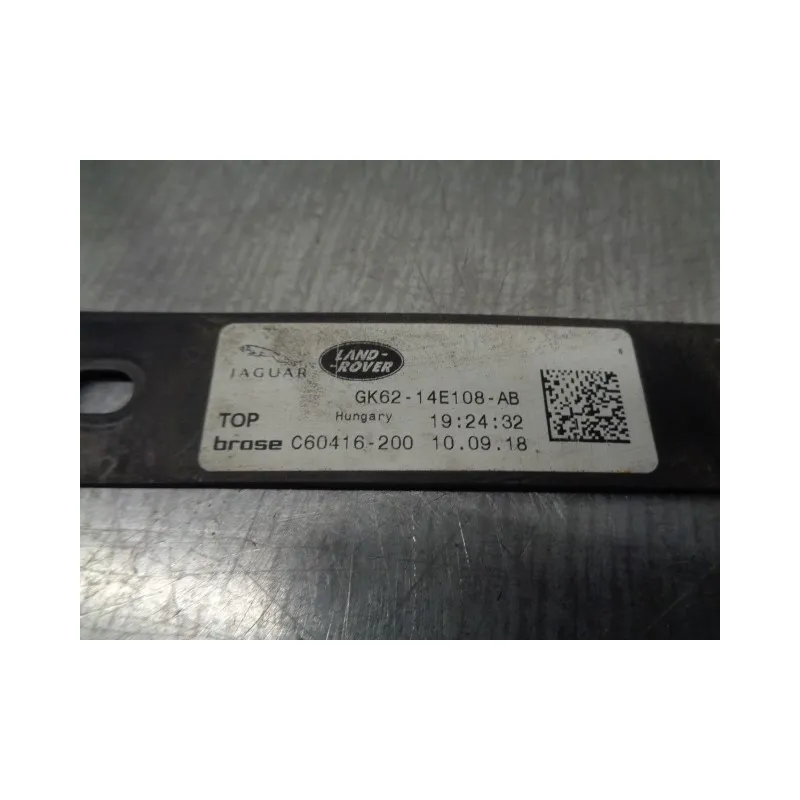 JAGUAR LAND-ROVER
GK62-14E108-AB
TOP Hungary 19:24:32
brose C60416-200 10.09.18